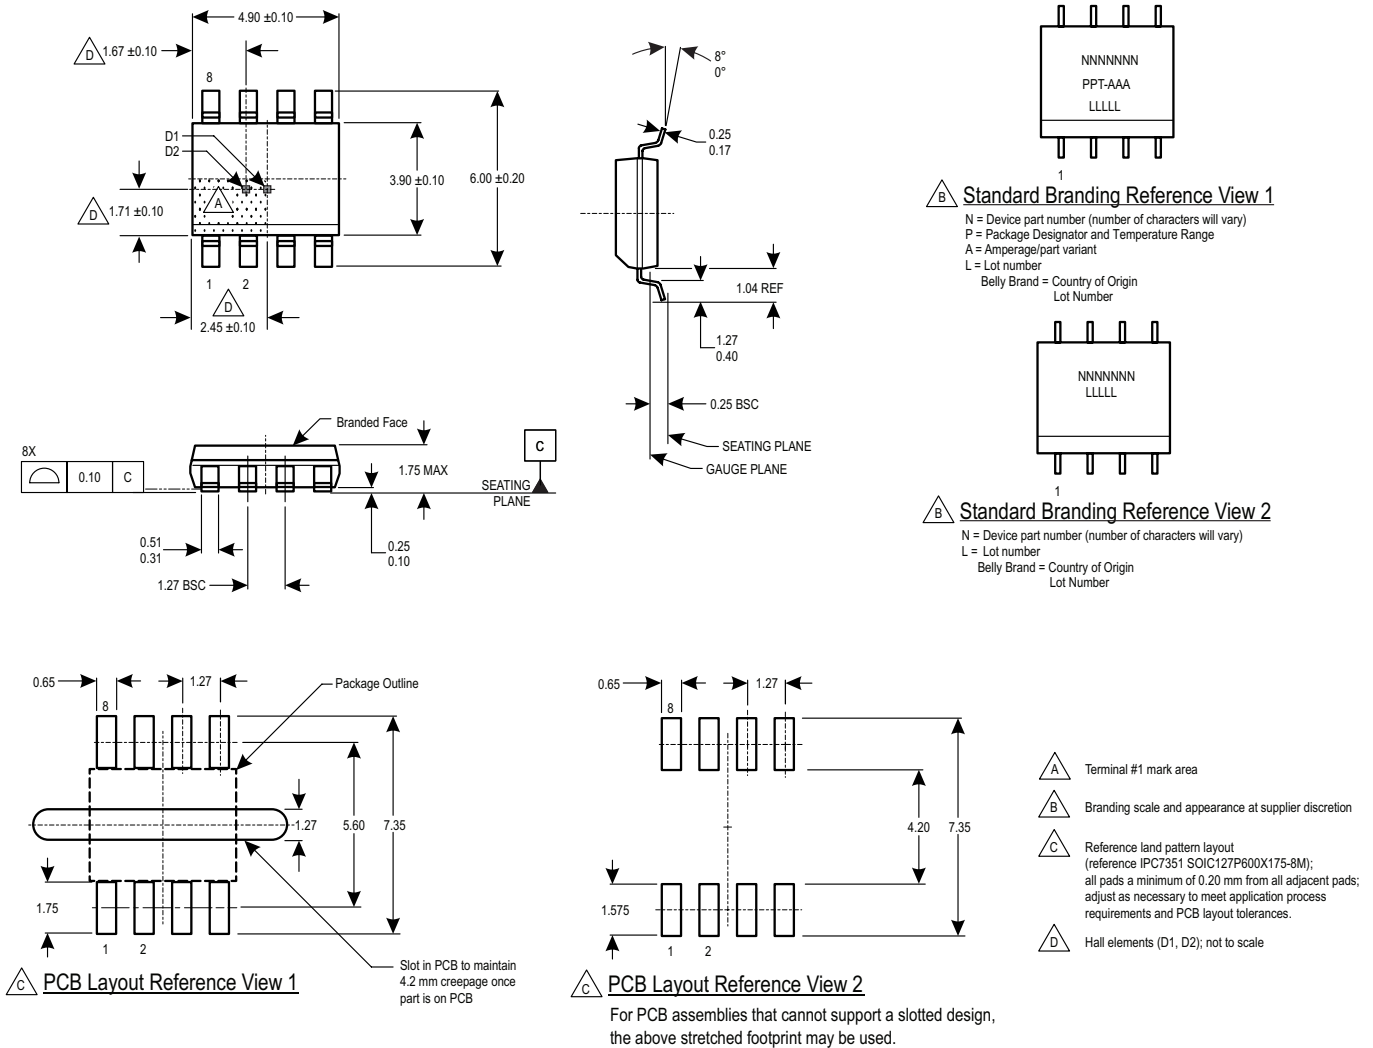 4.90 ±0.10
D 1.67 ±0.10
8
D1
D2
A
D 1.71 ±0.10
3.90 ±0.10
6.00 ±0.20
1 2
D
2.45 ±0.10
8°
0°
0.25
0.17
1.04 REF
1.27
0.40
0.25 BSC
SEATING PLANE
GAUGE PLANE
NNNNNNN
PPT-AAA
LLLLL
1
B Standard Branding Reference View 1
N = Device part number (number of characters will vary)
P = Package Designator and Temperature Range
A = Amperage/part variant
L = Lot number
Belly Brand = Country of Origin
Lot Number
NNNNNNN
LLLLL
1
B Standard Branding Reference View 2
N = Device part number (number of characters will vary)
L = Lot number
Belly Brand = Country of Origin
Lot Number
Branded Face
8X
0.10 C
1.75 MAX
C
SEATING
PLANE
0.51
0.31
0.25
0.10
1.27 BSC
0.65
1.27
Package Outline
8
1.27
5.60
7.35
1.75
1 2
Slot in PCB to maintain
4.2 mm creepage once
part is on PCB
C PCB Layout Reference View 1
0.65
1.27
8
4.20
7.35
1.575
1 2
C PCB Layout Reference View 2
For PCB assemblies that cannot support a slotted design,
the above stretched footprint may be used.
A Terminal #1 mark area
B Branding scale and appearance at supplier discretion
C Reference land pattern layout
(reference IPC7351 SOIC127P600X175-8M);
all pads a minimum of 0.20 mm from all adjacent pads;
adjust as necessary to meet application process
requirements and PCB layout tolerances.
D Hall elements (D1, D2); not to scale